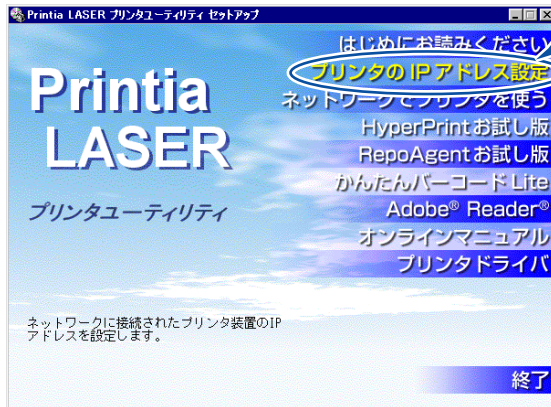 Printia LASER プリンタユーティリティ セットアップ
はじめにお読みください
プリンタの IP アドレス設定
ネットワークでプリンタを使う
HyperPrintお試し版
RepoAgentお試し版
かんたんバーコード Lite
Adobe® Reader®
オンラインマニュアル
プリンタドライバ
Printia
LASER
プリンタユーティリティ
ネットワークに接続されたプリンタ装置のIP
アドレスを設定します。
終了